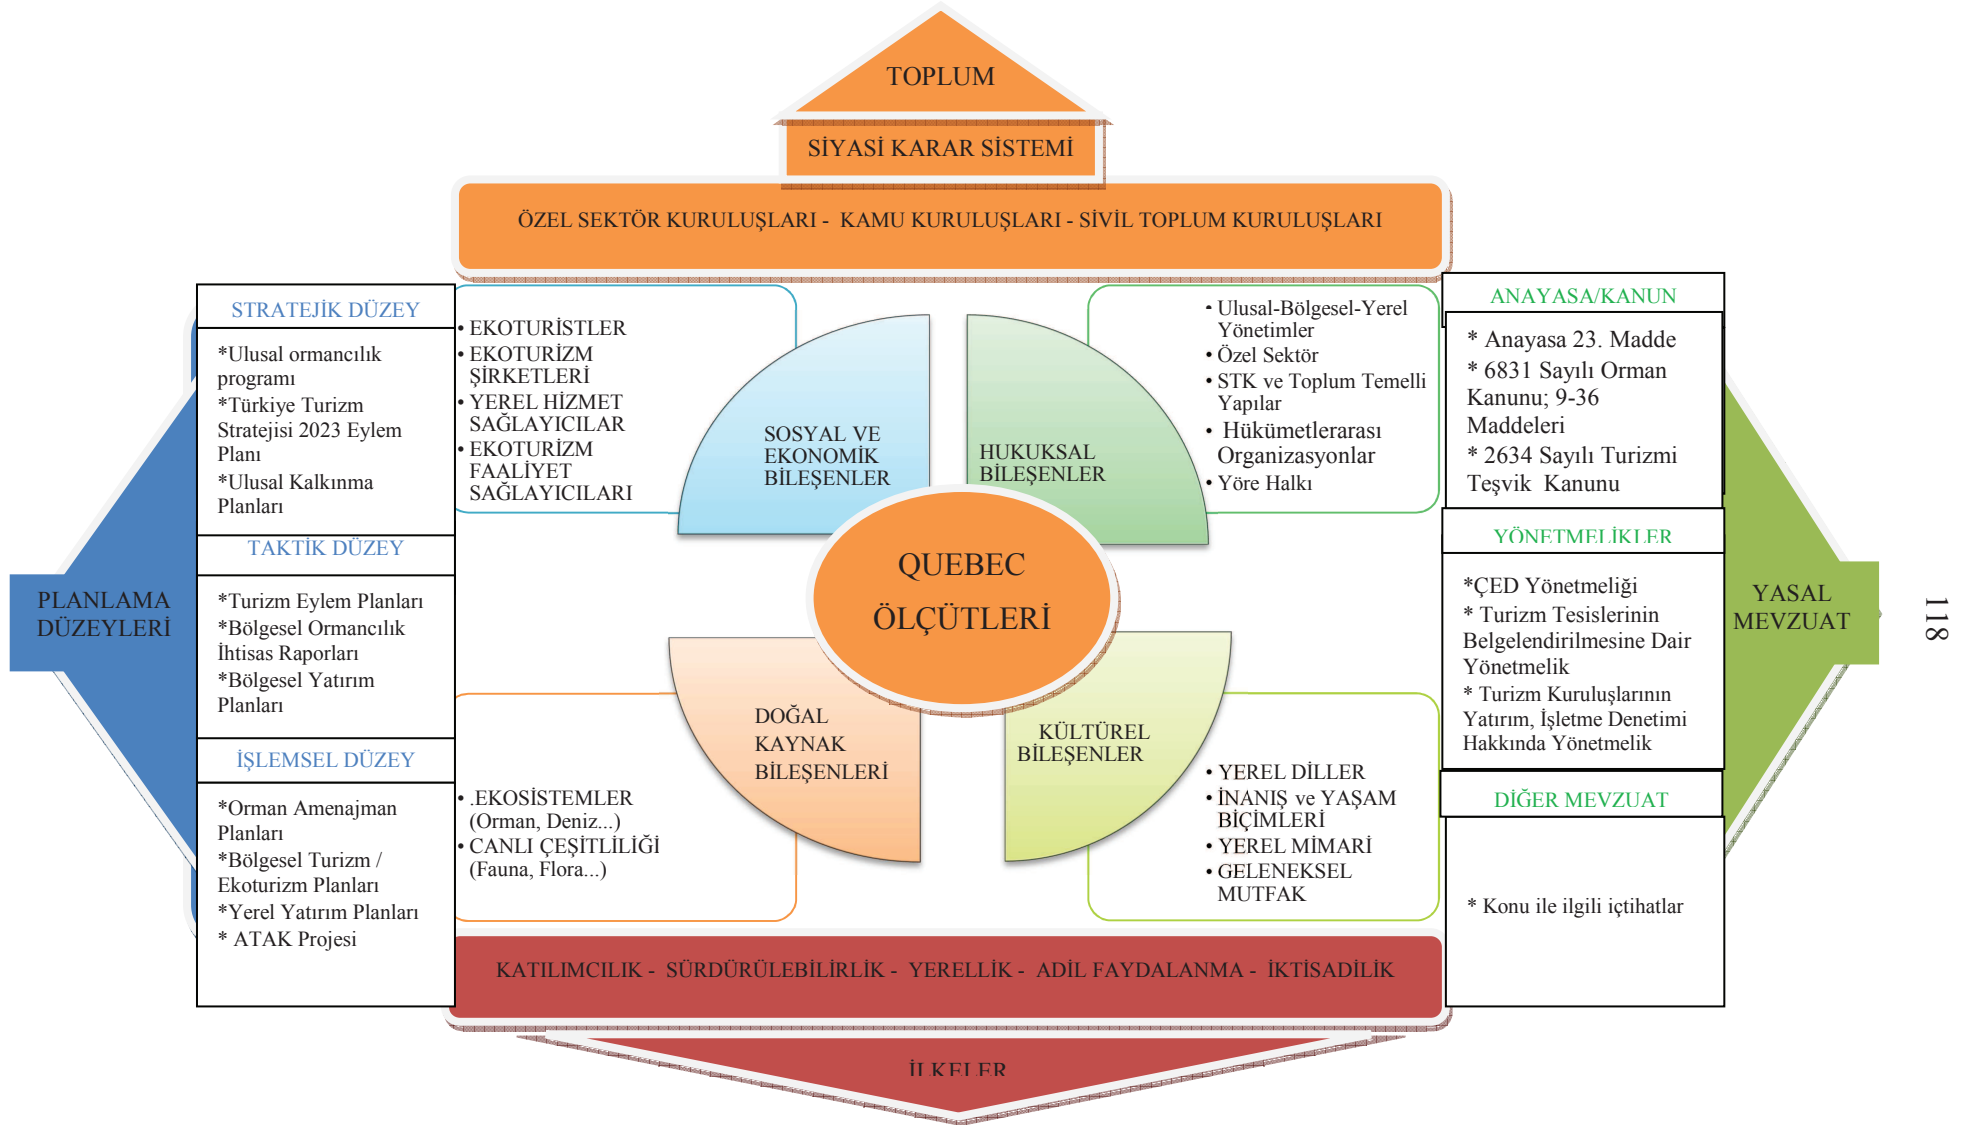 TOPLUM
SİYASİ KARAR SİSTEMİ
ÖZEL SEKTÖR KURULUŞLARI - KAMU KURULUŞLARI - SİVİL TOPLUM KURULUŞLARI
PLANLAMA
DÜZEYLERİ
STRATEJİK DÜZEY
*Ulusal ormancılık
programı
*Türkiye Turizm
Stratejisi 2023 Eylem
Planı
*Ulusal Kalkınma
Planları
TAKTİK DÜZEY
*Turizm Eylem Planları
*Bölgesel Ormancılık
İhtisas Raporları
*Bölgesel Yatırım
Planları
İŞLEMSEL DÜZEY
*Orman Amenajman
Planları
*Bölgesel Turizm /
Ekoturizm Planları
*Yerel Yatırım Planları
* ATAK Projesi
• EKOTURİSTLER
• EKOTURİZM
ŞİRKETLERİ
• YEREL HİZMET
SAĞLAYICILAR
• EKOTURİZM
FAALİYET
SAĞLAYICILARI
SOSYAL VE
EKONOMİK
BİLEŞENLER
HUKUKSAL
BİLEŞENLER
• Ulusal-Bölgesel-Yerel
Yönetimler
• Özel Sektör
• STK ve Toplum Temelli
Yapılar
• Hükümetlerarası
Organizasyonlar
• Yöre Halkı
QUEBEC
ÖLÇÜTLERİ
DOĞAL
KAYNAK
BİLEŞENLERİ
• .EKOSİSTEMLER
(Orman, Deniz...)
• CANLI ÇEŞİTLİLİĞİ
(Fauna, Flora...)
KÜLTÜREL
BİLEŞENLER
• YEREL DİLLER
• İNANIŞ ve YAŞAM
BİÇİMLERİ
• YEREL MİMARİ
• GELENEKSEL
MUTFAK
ANAYASA/KANUN
* Anayasa 23. Madde
* 6831 Sayılı Orman
Kanunu; 9-36
Maddeleri
* 2634 Sayılı Turizmi
Teşvik Kanunu
YÖNETMELİKLER
*ÇED Yönetmeliği
* Turizm Tesislerinin
Belgelendirilmesine Dair
Yönetmelik
* Turizm Kuruluşlarının
Yatırım, İşletme Denetimi
Hakkında Yönetmelik
DİĞER MEVZUAT
* Konu ile ilgili içtihatlar
YASAL
MEVZUAT
118
KATILIMCILIK - SÜRDÜRÜLEBİLİRLİK - YERELLİK - ADİL FAYDALANMA - İKTİSADİLİK
İLKELER